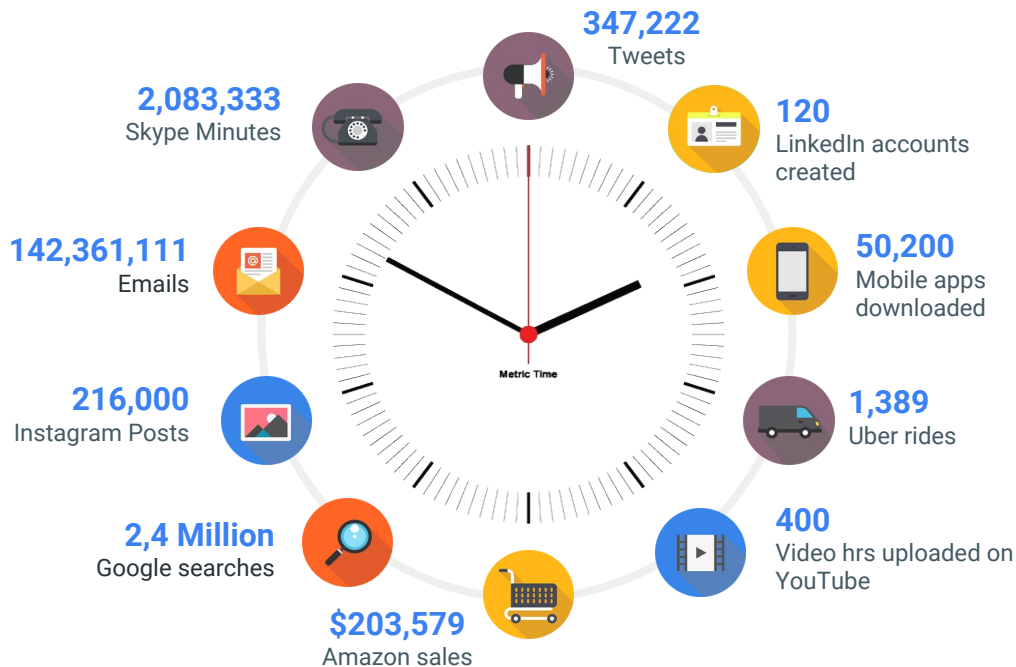 347,222
Tweets
120
LinkedIn accounts
created
50,200
Mobile apps
downloaded
1,389
Uber rides
400
Video hrs uploaded on
YouTube
$203,579
Amazon sales
2,4 Million
Google searches
216,000
Instagram Posts
142,361,111
Emails
2,083,333
Skype Minutes
Metric Time
@